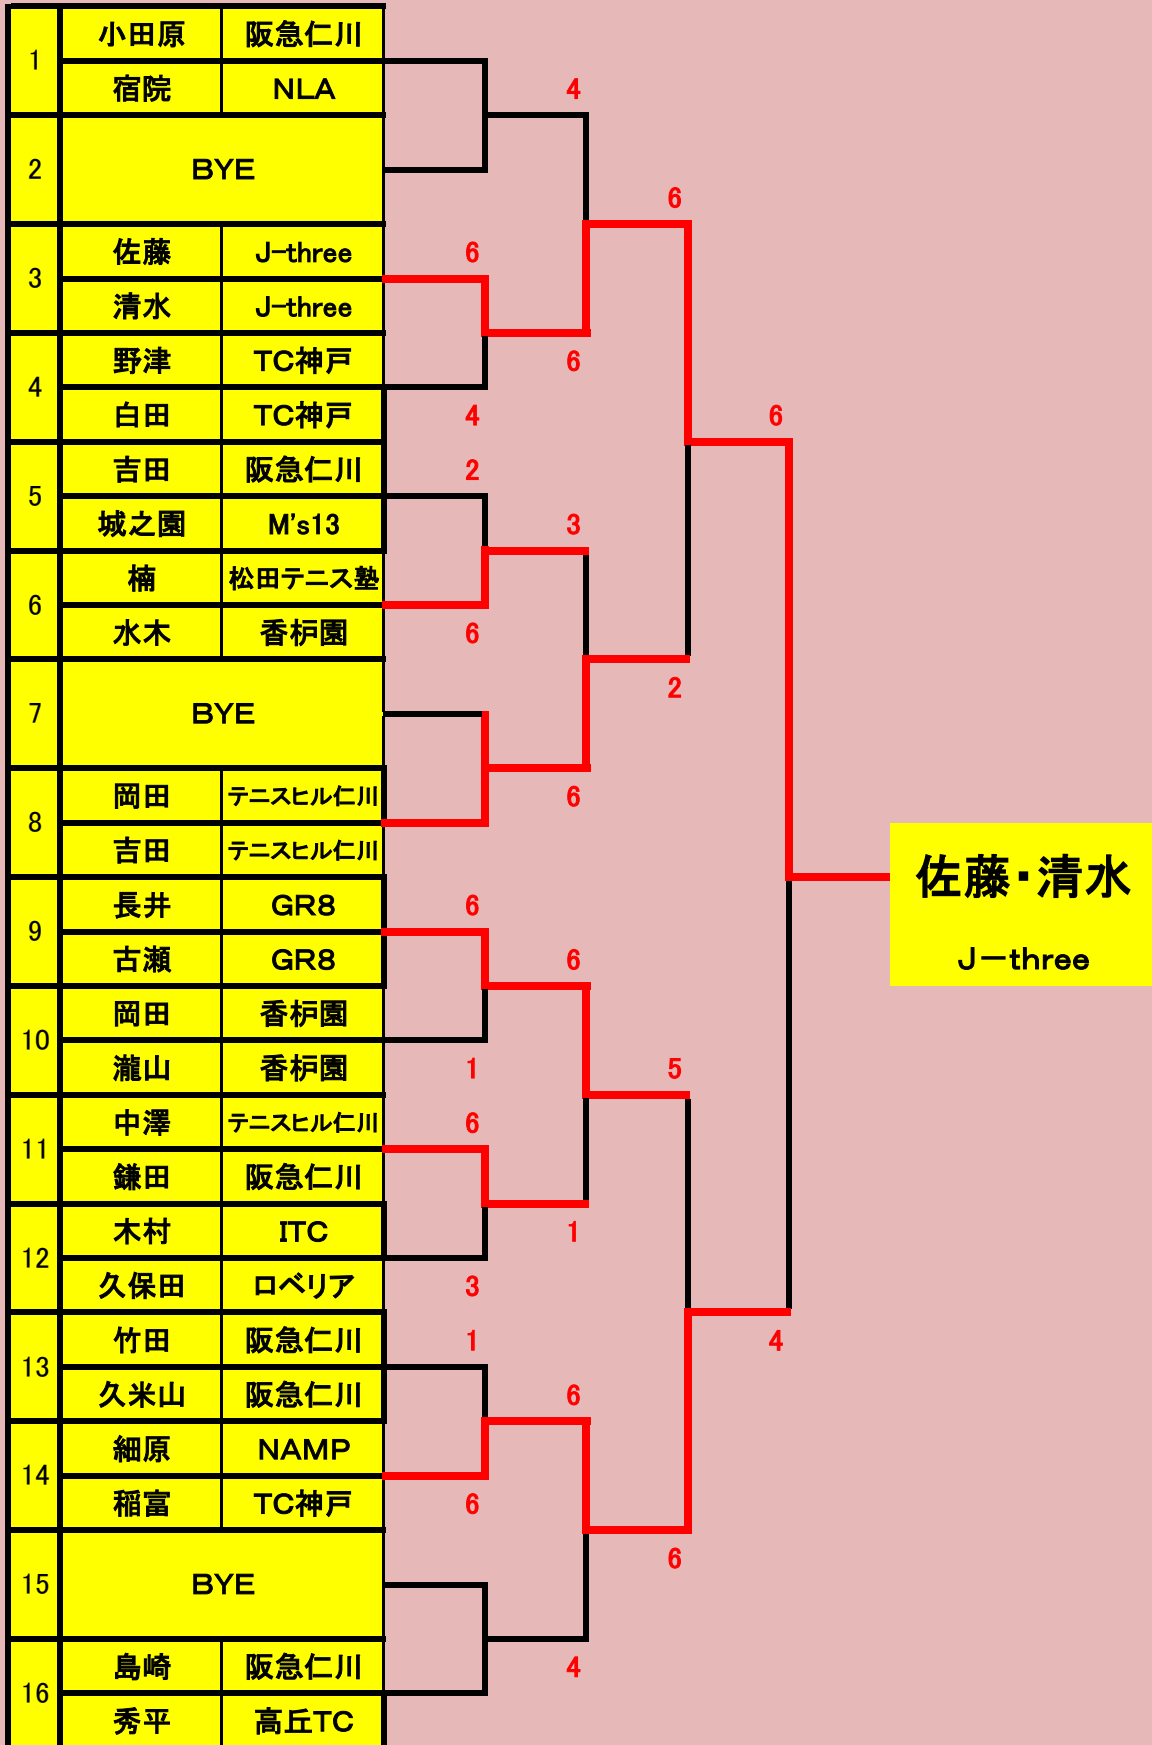 1 小田原 阪急仁川
宿院 NLA
4
2 BYE
6
3 佐藤 J-three 6
清水 J-three
4 野津 TC神戸 6
白田 TC神戸 4 6
5 吉田 阪急仁川 2
城之園 M's13 3
6 楠 松田テニス塾
水木 香枦園 6
7 BYE 2
8 岡田 テニスヒル仁川 6
吉田 テニスヒル仁川
佐藤・清水
9 長井 GR8 6
古瀬 GR8 6
J-three
10 岡田 香枦園
瀧山 香枦園 1 5
11 中澤 テニスヒル仁川 6
鎌田 阪急仁川
12 木村 ITC 1
久保田 ロベリア 3
13 竹田 阪急仁川 1 4
久米山 阪急仁川 6
14 細原 NAMP
稲富 TC神戸 6
6
15 BYE
16 島崎 阪急仁川 4
秀平 高丘TC